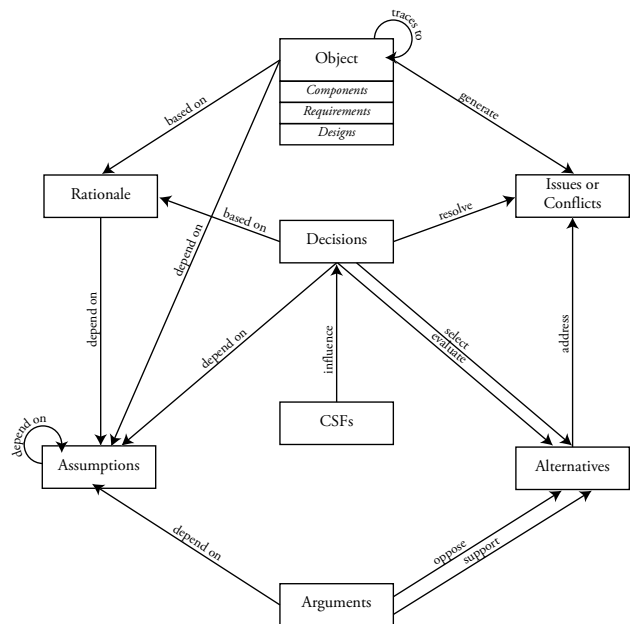 traces to
Object
Components
Requirements
Designs
based on
generate
Rationale
Issues or
Conflicts
based on
resolve
Decisions
depend on
depend on
depend on
influence
select
evaluate
address
CSFs
depend on
Assumptions
Alternatives
depend on
oppose
support
Arguments